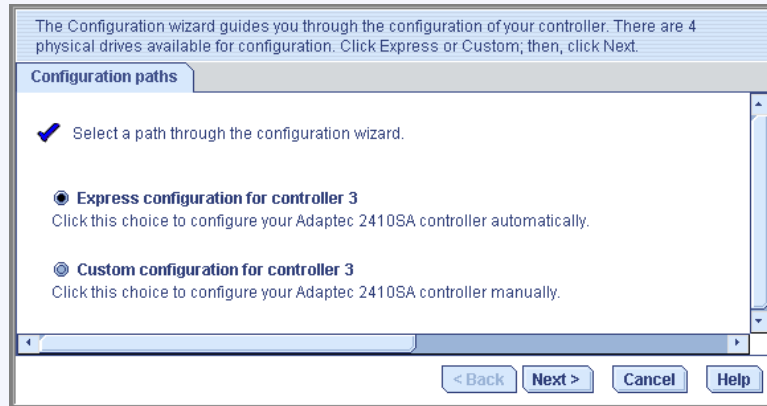 The Configuration wizard guides you through the configuration of your controller. There are 4
physical drives available for configuration. Click Express or Custom; then, click Next.
Configuration paths
Select a path through the configuration wizard.
Express configuration for controller 3
Click this choice to configure your Adaptec 2410SA controller automatically.
Custom configuration for controller 3
Click this choice to configure your Adaptec 2410SA controller manually.
< Back Next > Cancel Help